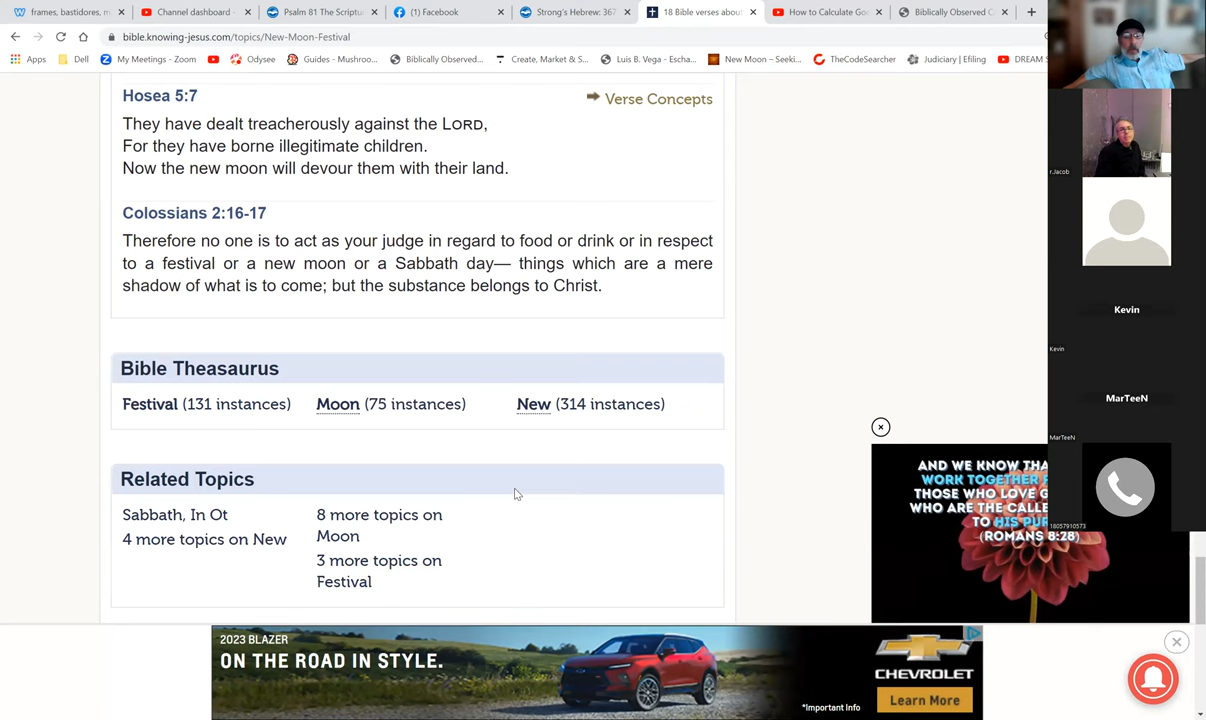 frames, bastidores, m
Channel dashboard -
Psalm 81 The Scriptu
(1) Facebook
Strong's Hebrew: 367
18 Bible verses about
How to Calculate Go
Biblically Observed C
bible.knowing-jesus.com/topics/New-Moon-Festival
Apps
Dell
My Meetings - Zoom
Odysee
Guides - Mushroo...
Biblically Observed...
Create, Market & S...
Luis B. Vega - Escha...
New Moon – Seeki...
TheCodeSearcher
Judiciary | Efiling
DREAM S
Hosea 5:7
Verse Concepts
They have dealt treacherously against the LORD,
For they have borne illegitimate children.
Now the new moon will devour them with their land.
Colossians 2:16-17
Therefore no one is to act as your judge in regard to food or drink or in respect
to a festival or a new moon or a Sabbath day— things which are a mere
shadow of what is to come; but the substance belongs to Christ.
Bible Theasaurus
Festival (131 instances)
Moon (75 instances)
New (314 instances)
Related Topics
Sabbath, In Ot
4 more topics on New
8 more topics on
Moon
3 more topics on
Festival
r.Jacob
Kevin
Kevin
MarTeeN
MarTeeN
18057910573
AND WE KNOW THA
WORK TOGETHER F
THOSE WHO LOVE G
WHO ARE THE CALLE
TO HIS PUR
(ROMANS 8:28)
2023 BLAZER
ON THE ROAD IN STYLE.
*Important Info
CHEVROLET
Learn More